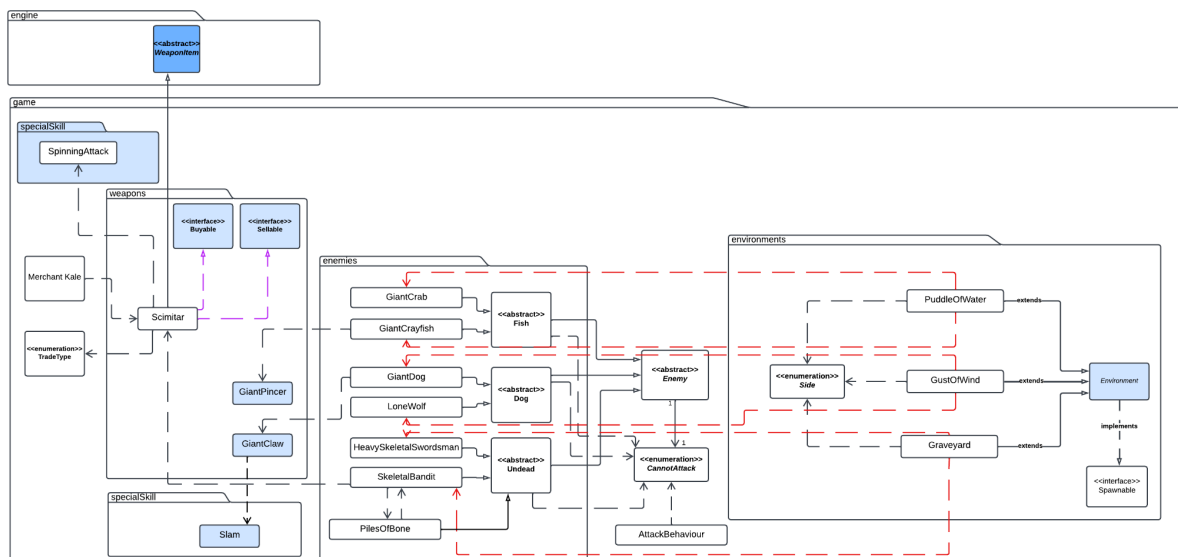 engine
<<abstract>>
WeaponItem
game
specialSkill
SpinningAttack
weapons
<<interface>>
Buyable
<<interface>>
Sellable
Merchant Kale
Scimitar
<<enumeration>>
TradeType
GiantPincer
GiantClaw
specialSkill
Slam
enemies
GiantCrab
GiantCrayfish
<<abstract>>
Fish
GiantDog
LoneWolf
<<abstract>>
Dog
HeavySkeletalSwordsman
SkeletalBandit
<<abstract>>
Undead
PilesOfBone
<<abstract>>
Enemy
1
1
<<enumeration>>
CannotAttack
AttackBehaviour
environments
PuddleOfWater
extends
<<enumeration>>
Side
GustOfWind
extends
Environment
Graveyard
extends
implements
<<interface>>
Spawnable